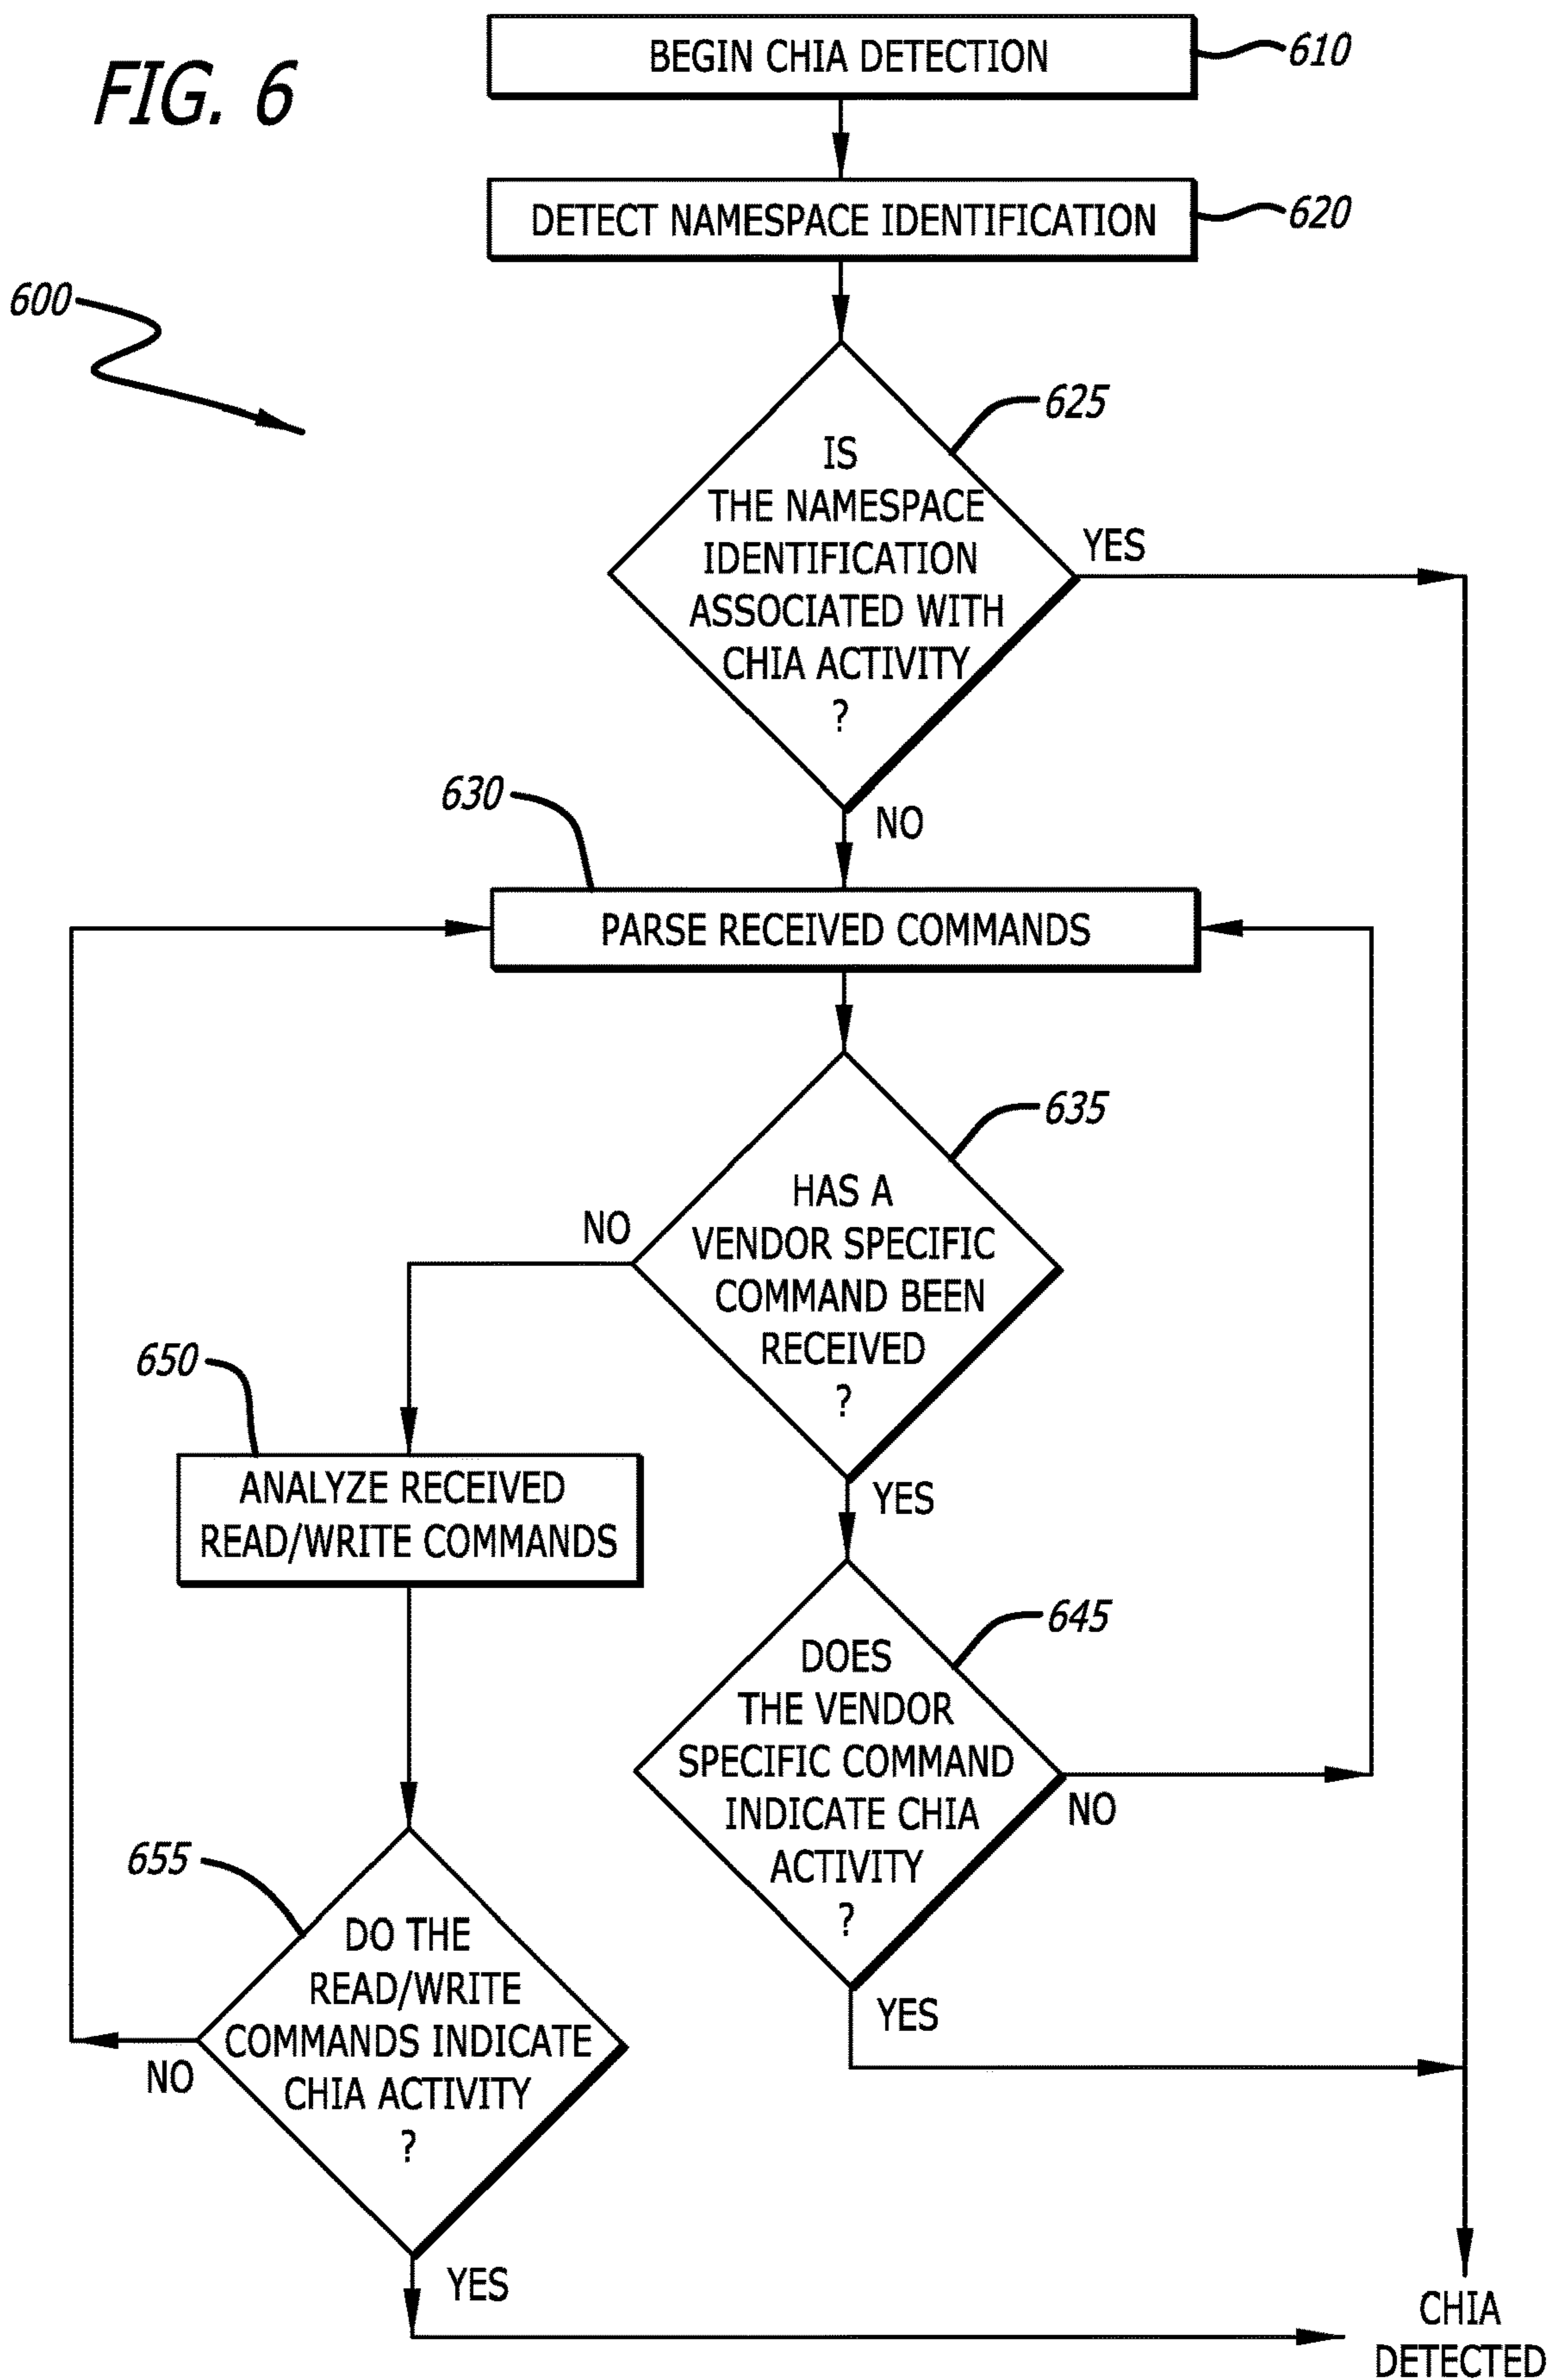 FIG. 6
BEGIN CHIA DETECTION
610
DETECT NAMESPACE IDENTIFICATION
620
600
625
IS
THE NAMESPACE
IDENTIFICATION
ASSOCIATED WITH
CHIA ACTIVITY
?
YES
NO
630
PARSE RECEIVED COMMANDS
635
HAS A
VENDOR SPECIFIC
COMMAND BEEN
RECEIVED
?
NO
YES
650
ANALYZE RECEIVED
READ/WRITE COMMANDS
645
DOES
THE VENDOR
SPECIFIC COMMAND
INDICATE CHIA
ACTIVITY
?
NO
YES
655
DO THE
READ/WRITE
COMMANDS INDICATE
CHIA ACTIVITY
?
NO
YES
CHIA
DETECTED